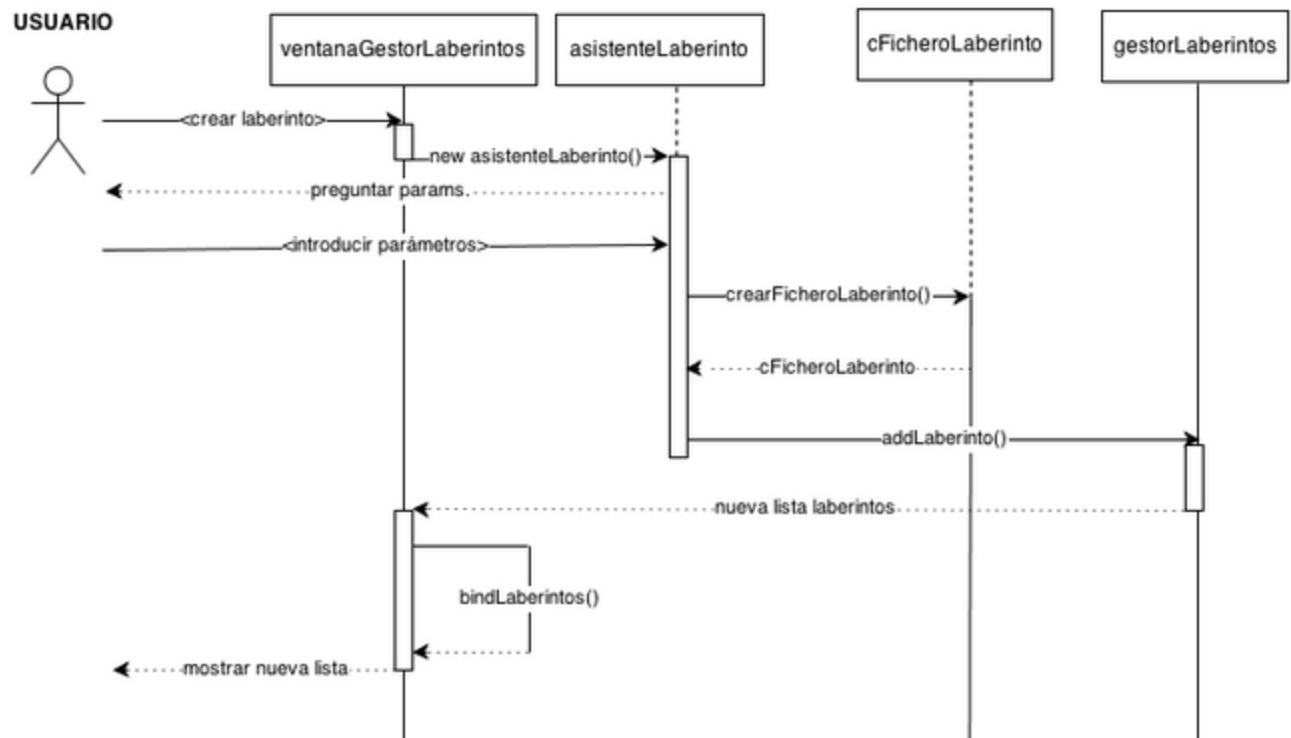 USUARIO
ventanaGestorLaberintos
asistenteLaberinto
cFicheroLaberinto
gestorLaberintos
<crear laberinto>
new asistenteLaberinto()
preguntar params.
<introducir parámetros>
crearFicheroLaberinto()
cFicheroLaberinto
addLaberinto()
nueva lista laberintos
bindLaberintos()
mostrar nueva lista